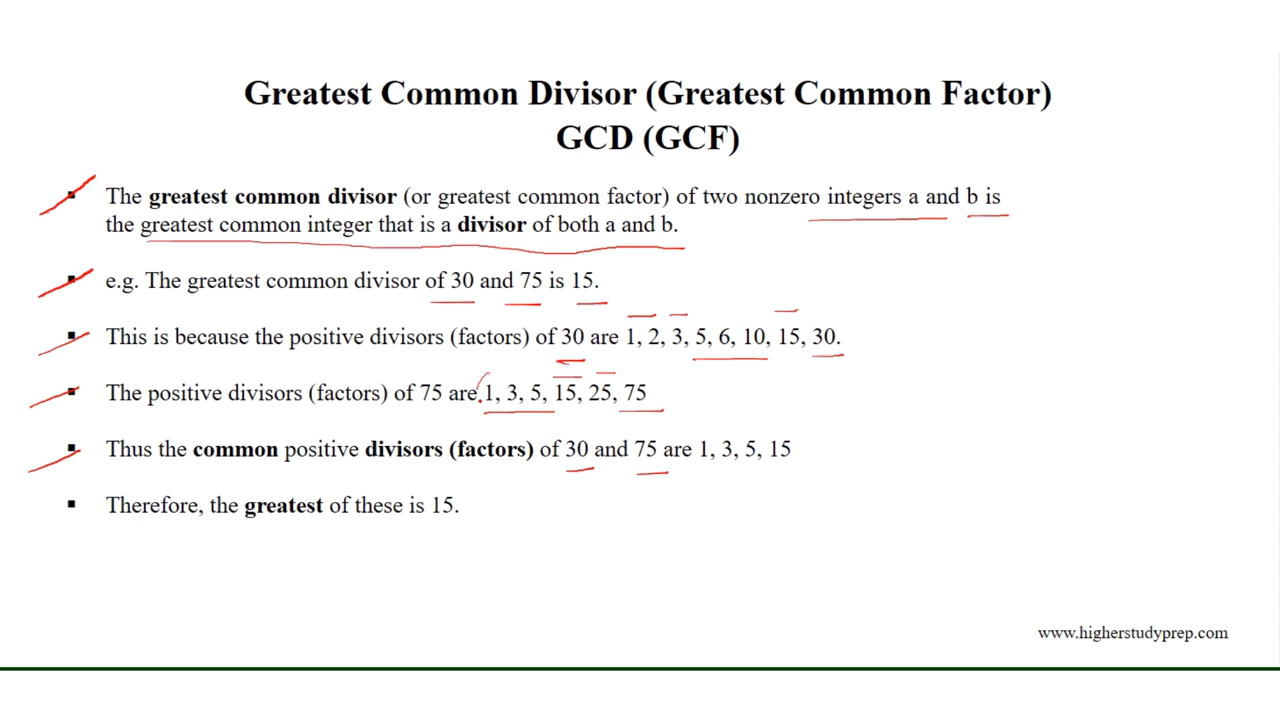 Greatest Common Divisor (Greatest Common Factor)
GCD (GCF)
▪ The greatest common divisor (or greatest common factor) of two nonzero integers a and b is
the greatest common integer that is a divisor of both a and b.
▪ e.g. The greatest common divisor of 30 and 75 is 15.
▪ This is because the positive divisors (factors) of 30 are 1, 2, 3, 5, 6, 10, 15, 30.
▪ The positive divisors (factors) of 75 are 1, 3, 5, 15, 25, 75
▪ Thus the common positive divisors (factors) of 30 and 75 are 1, 3, 5, 15
▪ Therefore, the greatest of these is 15.
www.higherstudyprep.com